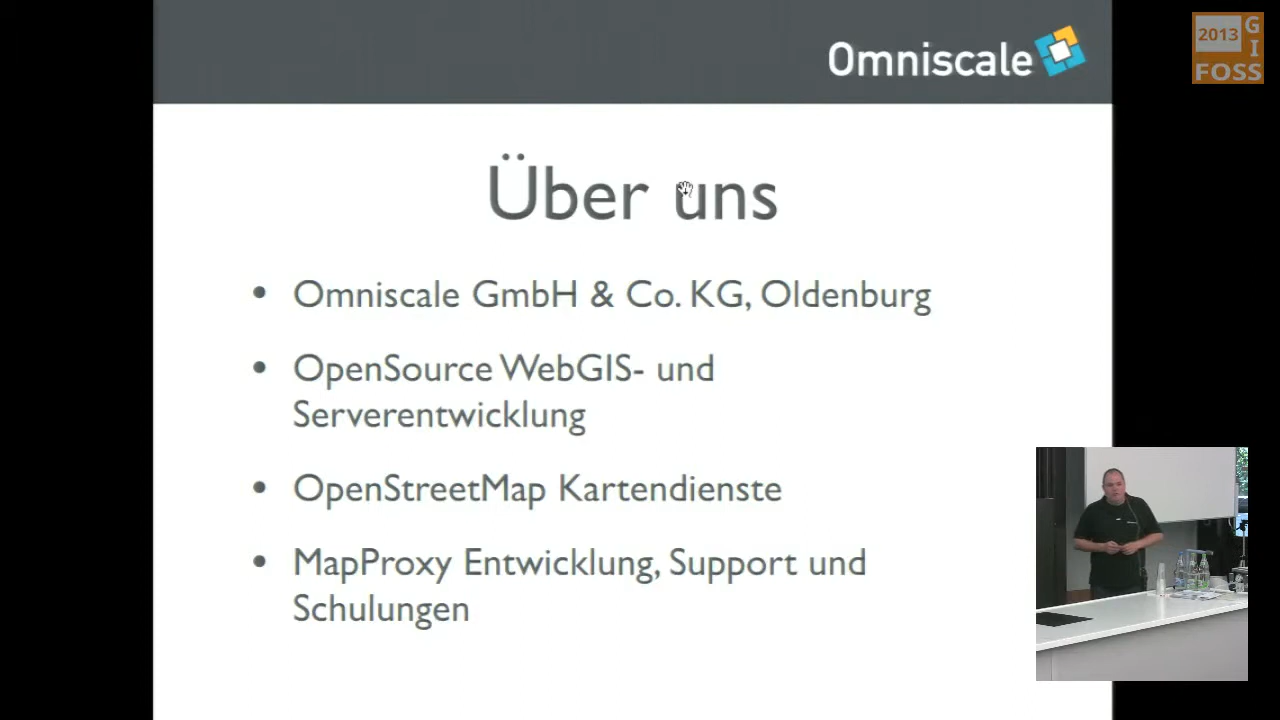 Omniscale
2013
G
I
FOSS
Über uns
• Omniscale GmbH & Co. KG, Oldenburg
• OpenSource WebGIS- und
Serverentwicklung
• OpenStreetMap Kartendienste
• MapProxy Entwicklung, Support und
Schulungen